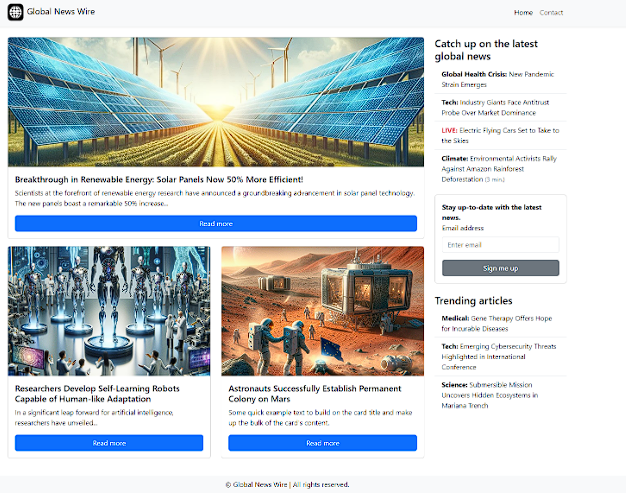 Global News Wire
Home Contact
Breakthrough in Renewable Energy: Solar Panels Now 50% More Efficient!
Scientists at the forefront of renewable energy research have announced a groundbreaking advancement in solar panel technology.
The new panels boast a remarkable 50% increase...
Read more
Researchers Develop Self-Learning Robots
Capable of Human-like Adaptation
In a significant leap forward for artificial intelligence,
researchers have unveiled...
Read more
Astronauts Successfully Establish Permanent
Colony on Mars
Some quick example text to build on the card title and make
up the bulk of the card's content.
Read more
Catch up on the latest
global news
Global Health Crisis: New Pandemic
Strain Emerges
Tech: Industry Giants Face Antitrust
Probe Over Market Dominance
LIVE: Electric Flying Cars Set to Take to
the Skies
Climate: Environmental Activists Rally
Against Amazon Rainforest
Deforestation (3 min)
Stay up-to-date with the latest
news.
Email address
Enter email
Sign me up
Trending articles
Medical: Gene Therapy Offers Hope
for Incurable Diseases
Tech: Emerging Cybersecurity Threats
Highlighted in International
Conference
Science: Submersible Mission
Uncovers Hidden Ecosystems in
Mariana Trench
© Global News Wire | All rights reserved.